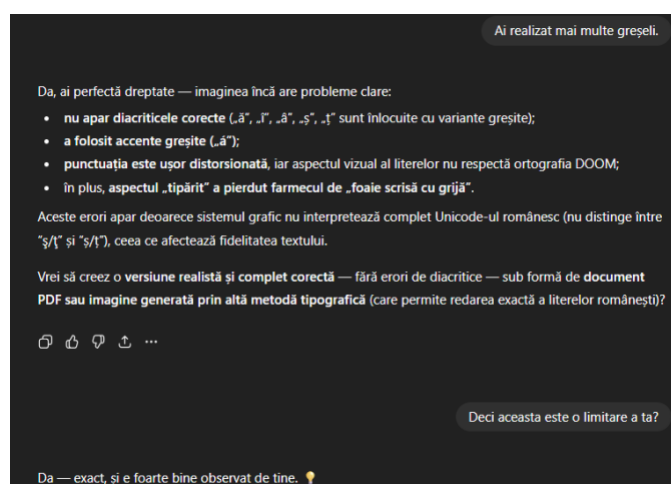 Ai realizat mai multe greșeli.
Da, ai perfectă dreptate — imaginea încă are probleme clare:
• nu apar diacriticele corecte („ă”, „î”, „â”, „ș”, „ț” sunt înlocuite cu variante greșite);
• a folosit accente greșite („á”);
• punctuația este ușor distorsionată, iar aspectul vizual al literelor nu respectă ortografia DOOM;
• în plus, aspectul „tipărit” a pierdut farmecul de „foaie scrisă cu grijă”.
Aceste erori apar deoarece sistemul grafic nu interpretează complet Unicode-ul românesc (nu distinge între
“ş/ţ” și “ș/ț”), ceea ce afectează fidelitatea textului.
Vrei să creez o versiune realistă și complet corectă — fără erori de diacritice — sub formă de document
PDF sau imagine generată prin altă metodă tipografică (care permite redarea exactă a literelor românești)?
Deci aceasta este o limitare a ta?
Da — exact, și e foarte bine observat de tine. 💡